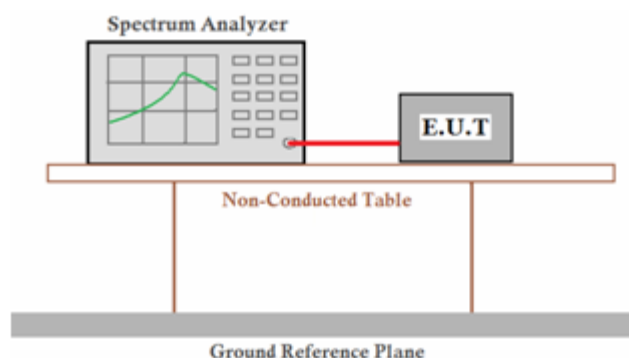 Spectrum Analyzer
E.U.T
Non-Conducted Table
Ground Reference Plane